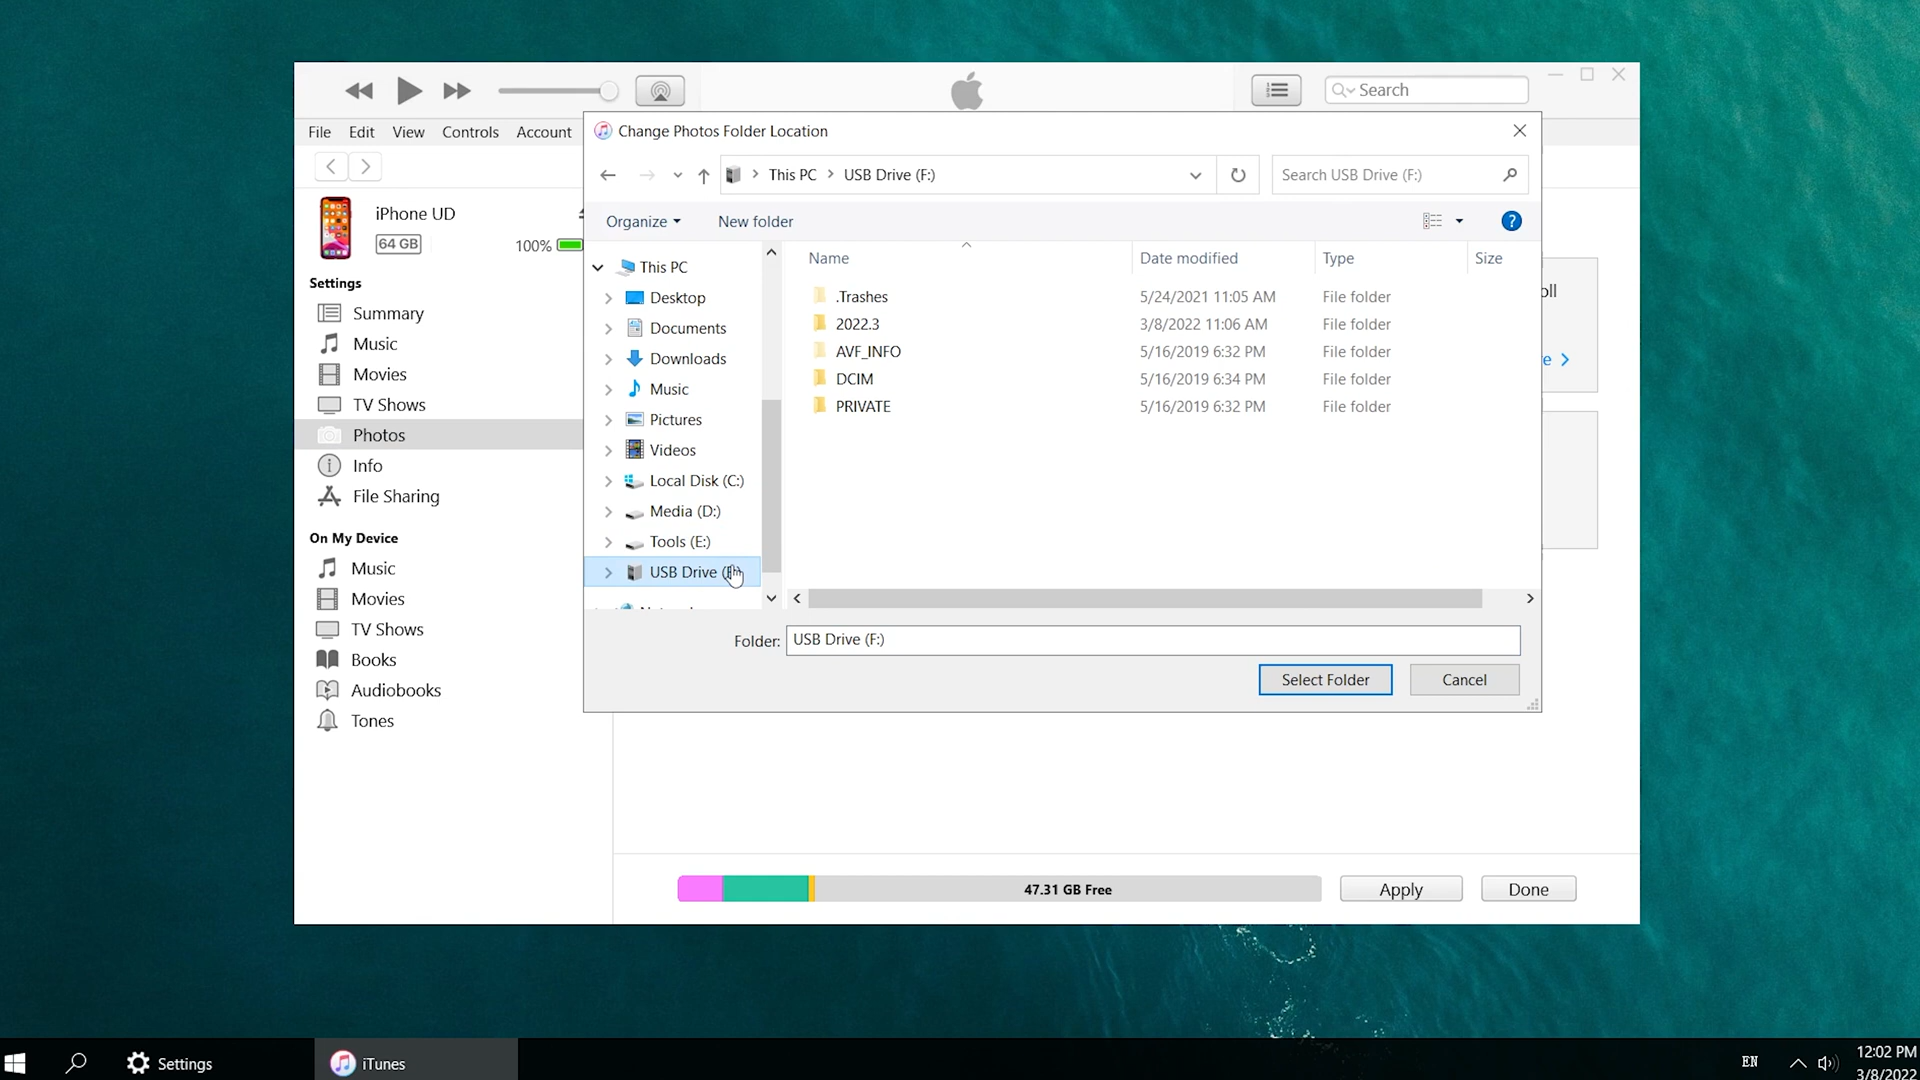 Search
File Edit View Controls Account
Change Photos Folder Location
This PC > USB Drive (F:)
Search USB Drive (F:)
Organize
New folder
iPhone UD
64 GB
100%
Settings
Summary
Music
Movies
TV Shows
Photos
Info
File Sharing
On My Device
Music
Movies
TV Shows
Books
Audiobooks
Tones
This PC
Desktop
Documents
Downloads
Music
Pictures
Videos
Local Disk (C:)
Media (D:)
Tools (E:)
USB Drive
Name Date modified Type Size
.Trashes 5/24/2021 11:05 AM File folder
2022.3 3/8/2022 11:06 AM File folder
AVF_INFO 5/16/2019 6:32 PM File folder
DCIM 5/16/2019 6:34 PM File folder
PRIVATE 5/16/2019 6:32 PM File folder
Folder: USB Drive (F:)
Select Folder
Cancel
47.31 GB Free
Apply
Done
Settings
iTunes
EN
12:02 PM
3/8/2022